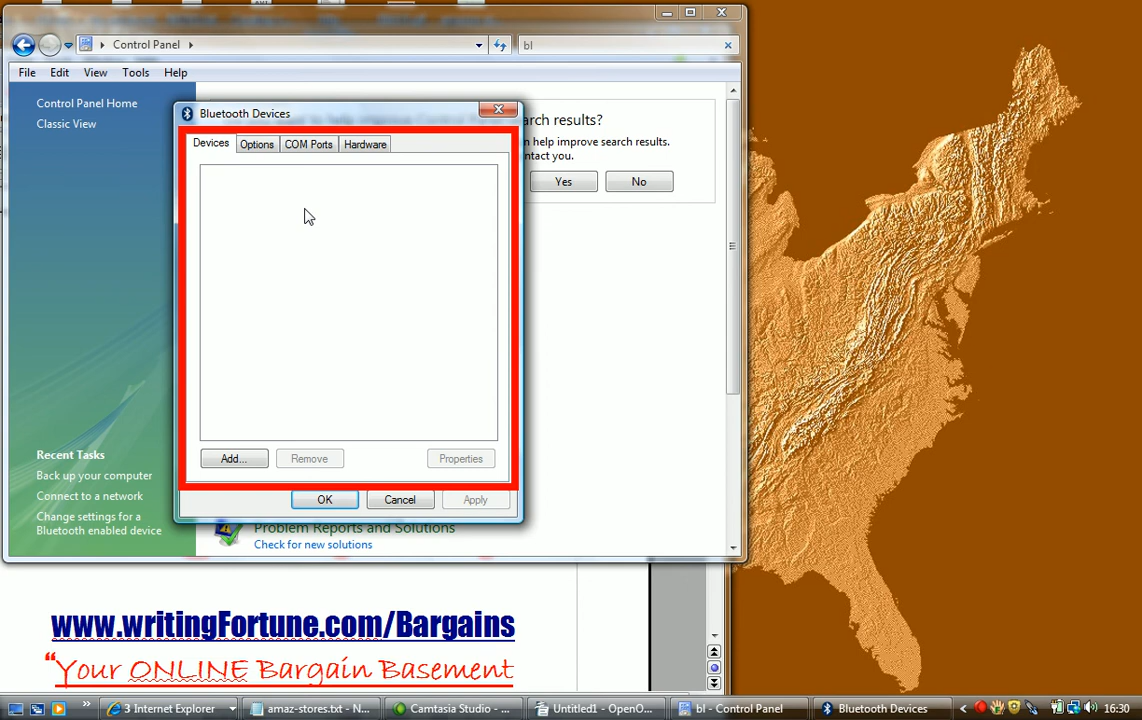 Control Panel
bl
File Edit View Tools Help
Control Panel Home
Classive View
Bluetooth Devices
earch results?
n help improve search results.
ntact you.
Yes No
Devices Options COM Ports Hardware
Add... Remove Properties
OK Cancel Apply
Recent Tasks
Back up your computer
Connect to a network
Change settings for a
Bluetooth enabled device
Problem Reports and Solutions
Check for new solutions
www.writingFortune.com/Bargains
“Your ONLINE Bargain Basement
3 Internet Explorer amaz-stores.txt - N... Camtasia Studio - ... Untitled1 - OpenO... bl - Control Panel Bluetooth Devices 16:30